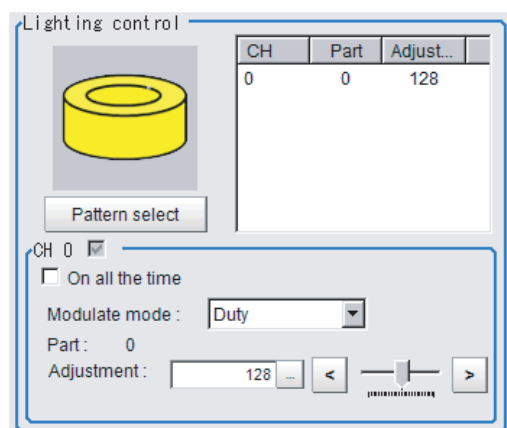 Lighting control
CH Part Adjust...
0 0 128
Pattern select
CH 0
On all the time
Modulate mode : Duty
Part : 0
Adjustment : 128 ... < >